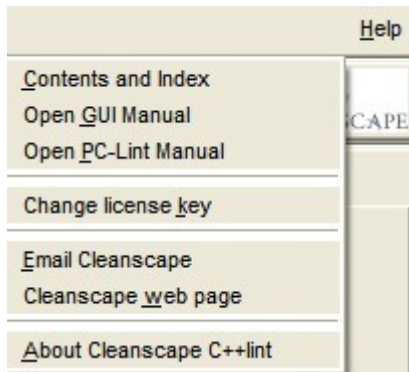 Help
Contents and Index
Open GUI Manual
CAPE
Open PC-Lint Manual
Change license key
Email Cleanscape
Cleanscape web page
About Cleanscape C++lint